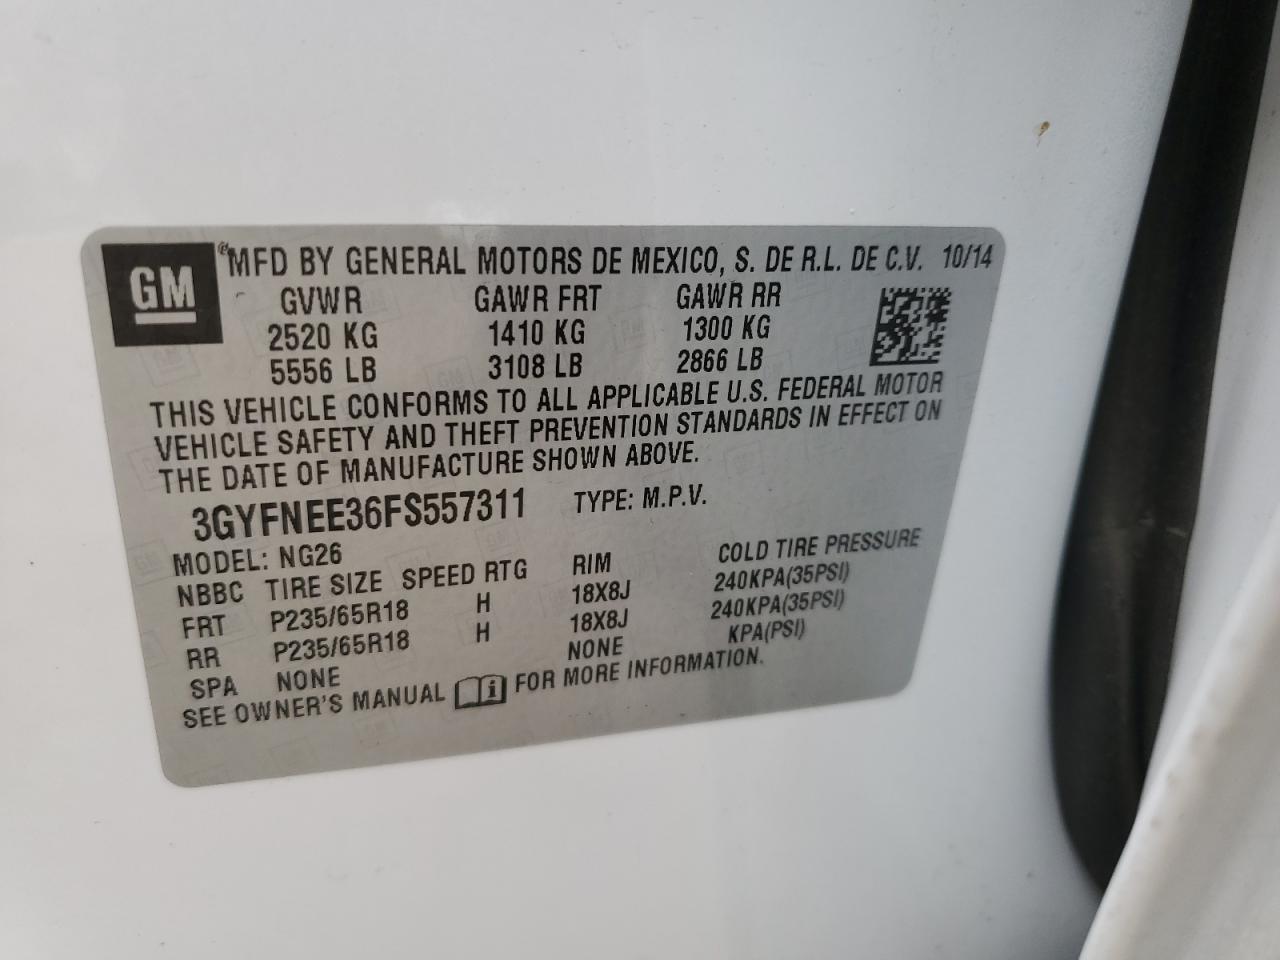 GM
® MFD BY GENERAL MOTORS DE MEXICO, S. DE R.L. DE C.V. 10/14
GVWR GAWR FRT GAWR RR
2520 KG 1410 KG 1300 KG
5556 LB 3108 LB 2866 LB
THIS VEHICLE CONFORMS TO ALL APPLICABLE U.S. FEDERAL MOTOR
VEHICLE SAFETY AND THEFT PREVENTION STANDARDS IN EFFECT ON
THE DATE OF MANUFACTURE SHOWN ABOVE.
3GYFNEE36FS557311 TYPE: M.P.V.
MODEL: NG26
NBBC TIRE SIZE SPEED RTG RIM COLD TIRE PRESSURE
FRT P235/65R18 H 18X8J 240KPA(35PSI)
RR P235/65R18 H 18X8J 240KPA(35PSI)
SPA NONE NONE KPA(PSI)
SEE OWNER'S MANUAL FOR MORE INFORMATION.